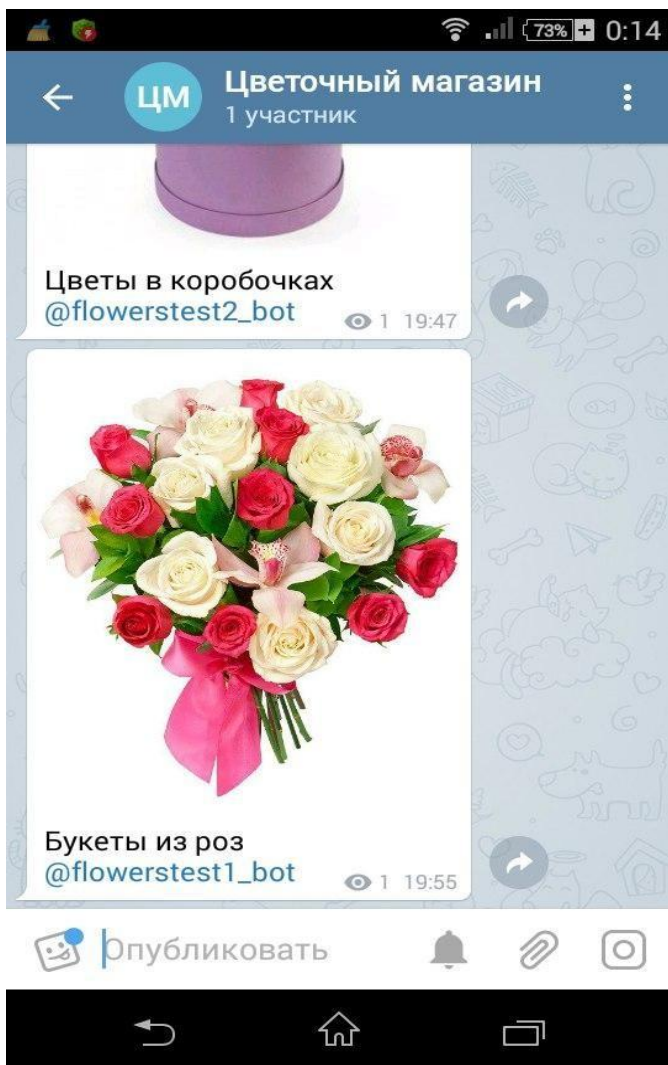 73% 0:14
ЦМ
Цветочный магазин
1 участник
Цветы в коробочках
@flowerstest2_bot 1 19:47
Букеты из роз
@flowerstest1_bot 1 19:55
Опубликовать